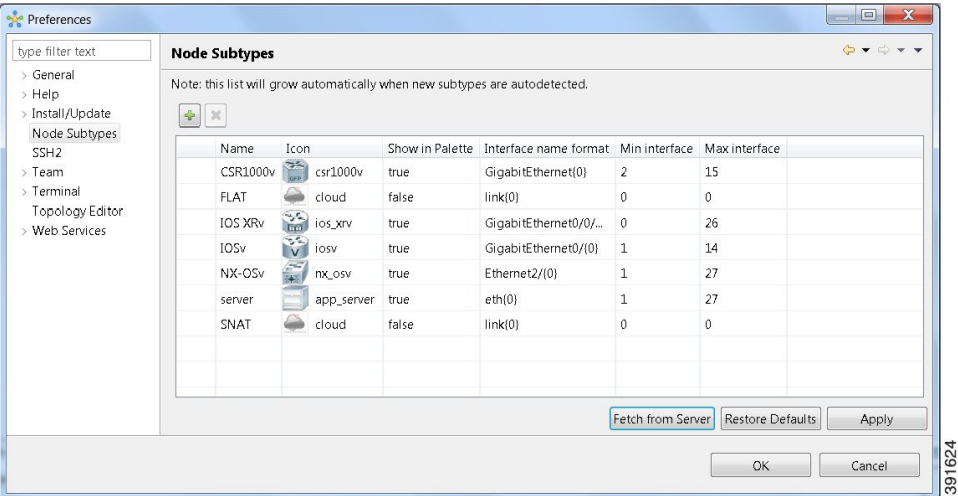 Preferences
type filter text
General
Help
Install/Update
Node Subtypes
SSH2
Team
Terminal
Topology Editor
Web Services
Node Subtypes
Note: this list will grow automatically when new subtypes are autodetected.
Name Icon Show in Palette Interface name format Min interface Max interface
CSR1000v csr1000v true GigabitEthernet{0} 2 15
FLAT cloud false link{0} 0 0
IOS XRv ios_xrv true GigabitEthernet0/0/... 0 26
IOSv iosv true GigabitEthernet0/{0} 1 14
NX-OSv nx_osv true Ethernet2/{0} 1 27
server app_server true eth{0} 1 27
SNAT cloud false link{0} 0 0
Fetch from Server Restore Defaults Apply
OK Cancel
391624